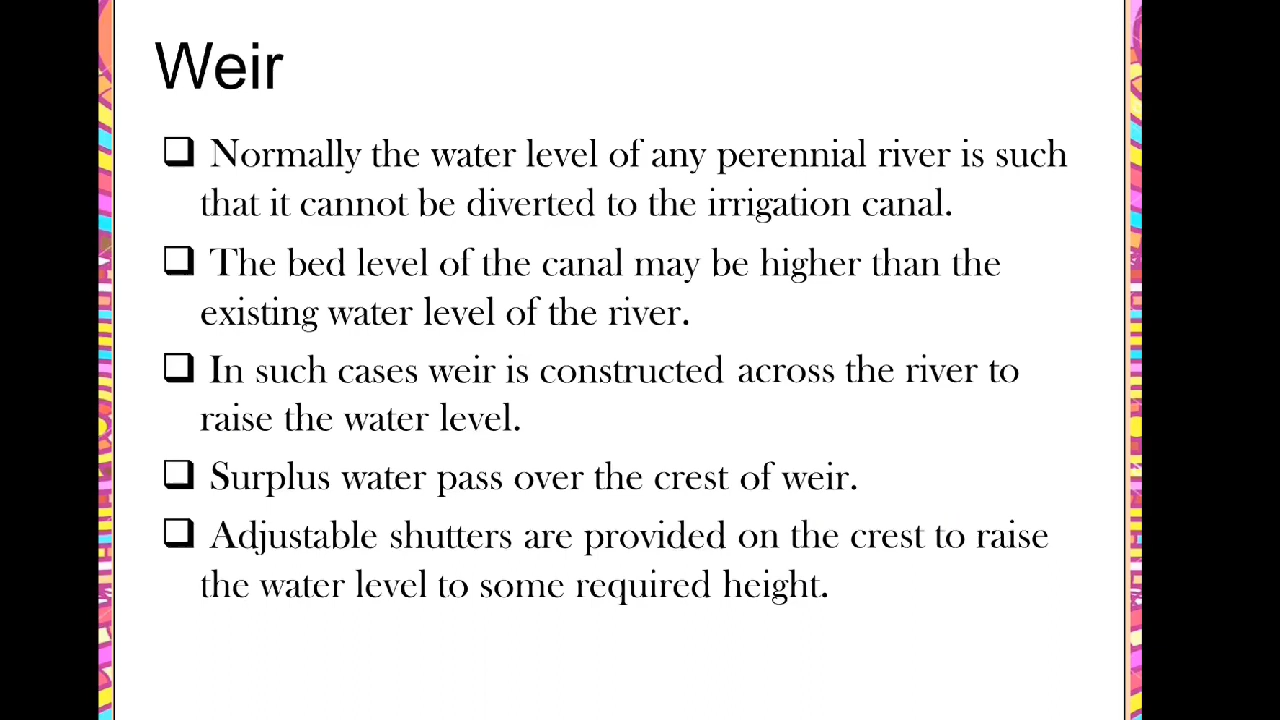 Weir
❑ Normally the water level of any perennial river is such
that it cannot be diverted to the irrigation canal.
❑ The bed level of the canal may be higher than the
existing water level of the river.
❑ In such cases weir is constructed across the river to
raise the water level.
❑ Surplus water pass over the crest of weir.
❑ Adjustable shutters are provided on the crest to raise
the water level to some required height.